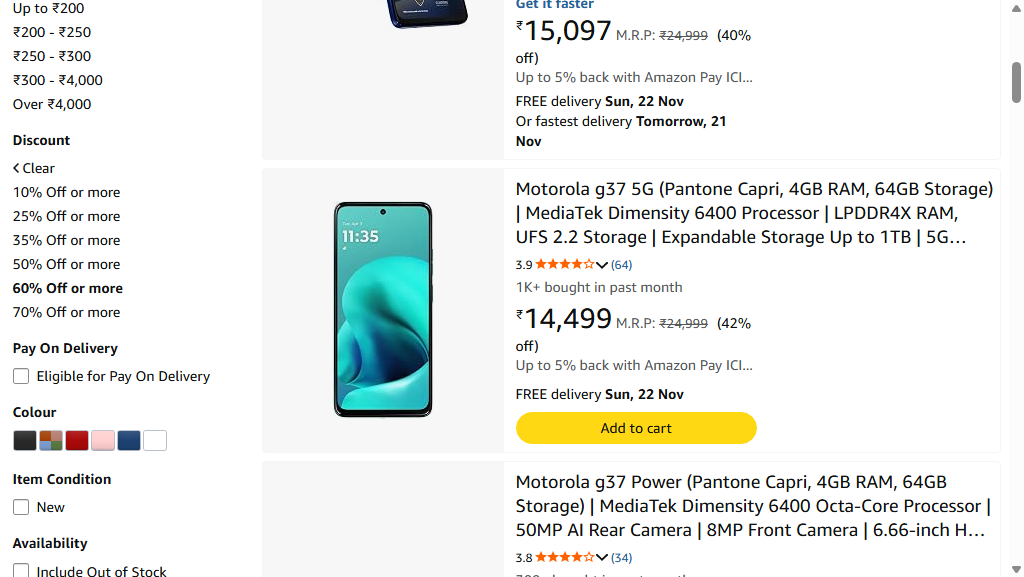 Up to ₹200
₹200 - ₹250
₹250 - ₹300
₹300 - ₹4,000
Over ₹4,000
Discount
Clear
10% Off or more
25% Off or more
35% Off or more
50% Off or more
60% Off or more
70% Off or more
Pay On Delivery
Eligible for Pay On Delivery
Colour
Item Condition
New
Availability
Include Out of Stock
Get it faster
₹15,097 M.R.P: ₹24,999 (40%
off)
Up to 5% back with Amazon Pay ICI…
FREE delivery Sun, 22 Nov
Or fastest delivery Tomorrow, 21
Nov
11:35
Motorola g37 5G (Pantone Capri, 4GB RAM, 64GB Storage)
| MediaTek Dimensity 6400 Processor | LPDDR4X RAM,
UFS 2.2 Storage | Expandable Storage Up to 1TB | 5G…
3.9 (64)
1K+ bought in past month
₹14,499 M.R.P: ₹24,999 (42%
off)
Up to 5% back with Amazon Pay ICI…
FREE delivery Sun, 22 Nov
Add to cart
Motorola g37 Power (Pantone Capri, 4GB RAM, 64GB
Storage) | MediaTek Dimensity 6400 Octa-Core Processor |
50MP AI Rear Camera | 8MP Front Camera | 6.66-inch H…
3.8 (34)